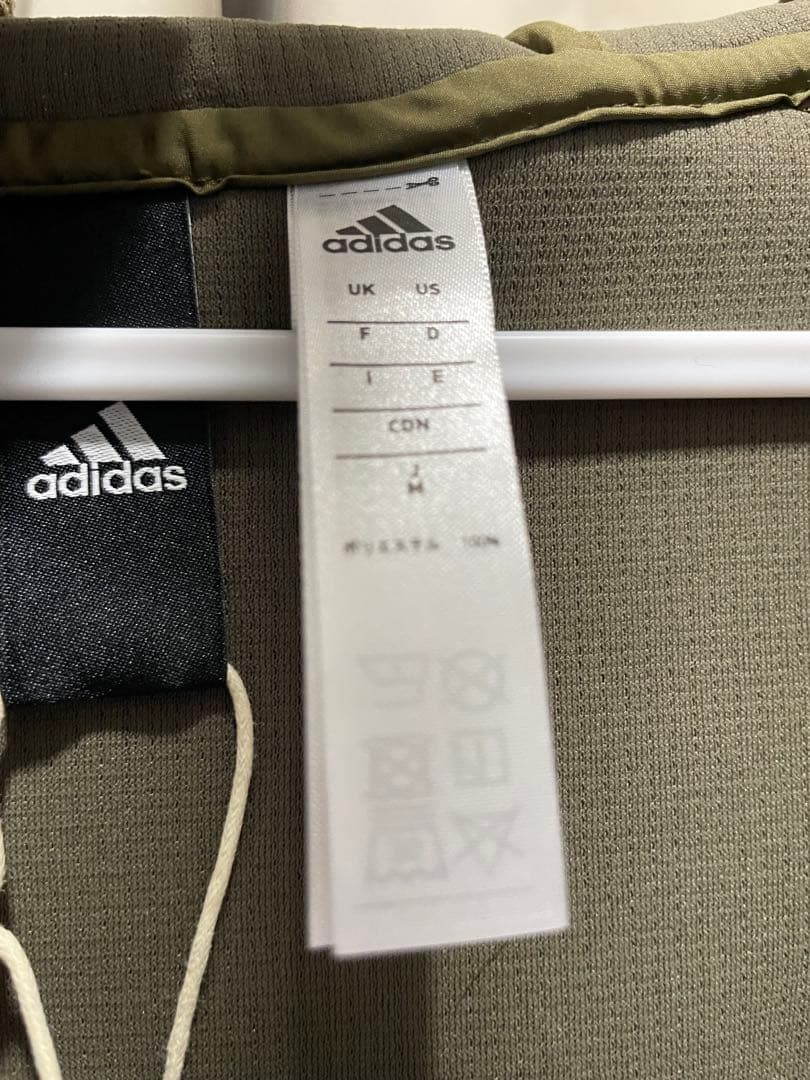 adidas
UK US
F D
I E
CDN
J
M
ポリエステル 100%
adidas